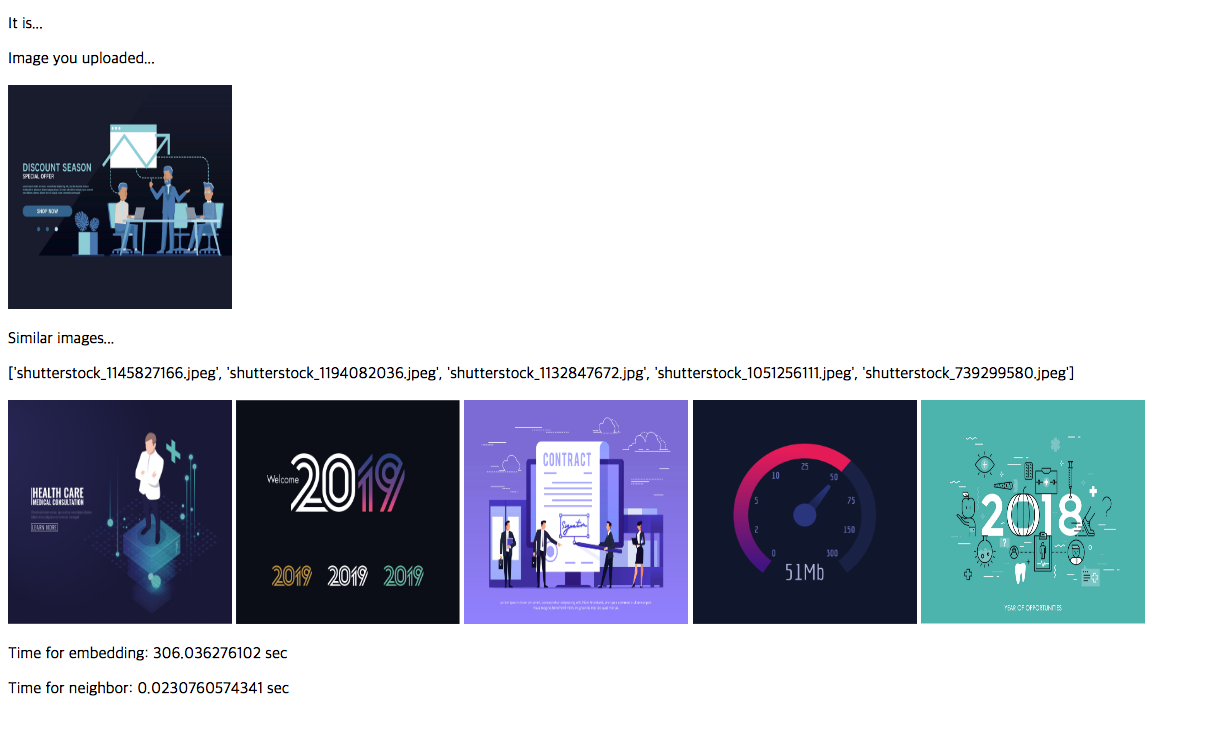 It is...
Image you uploaded...
DISCOUNT SEASON
SPECIAL OFFER
SHOP NOW
Similar images...
['shutterstock_1145827166.jpeg', 'shutterstock_1194082036.jpeg', 'shutterstock_1132847672.jpg', 'shutterstock_1051256111.jpeg', 'shutterstock_739299580.jpeg']
HEALTH CARE
MEDICAL CONSULTATION
LEARN MORE
Welcome 2019
2019 2019 2019
CONTRACT
Signature
25
10 50
5 75
2 150
0 300
51Mb
2018
YEAR OF OPPORTUNITIES
Time for embedding: 306.036276102 sec
Time for neighbor: 0.0230760574341 sec